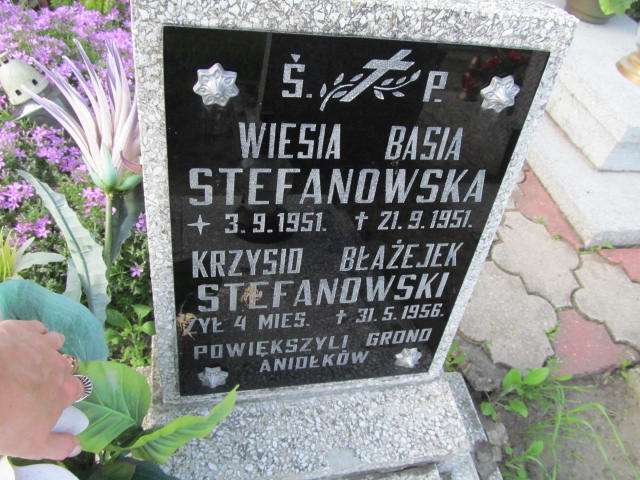 Ś. P.
WIESIA BASIA
STEFANOWSKA
3.9.1951. † 21.9.1951.
KRZYSIO BŁAŻEJEK
STEFANOWSKI
ŻYŁ 4 MIES. † 31.5.1956.
POWIĘKSZYLI GRONO
ANIOŁKÓW